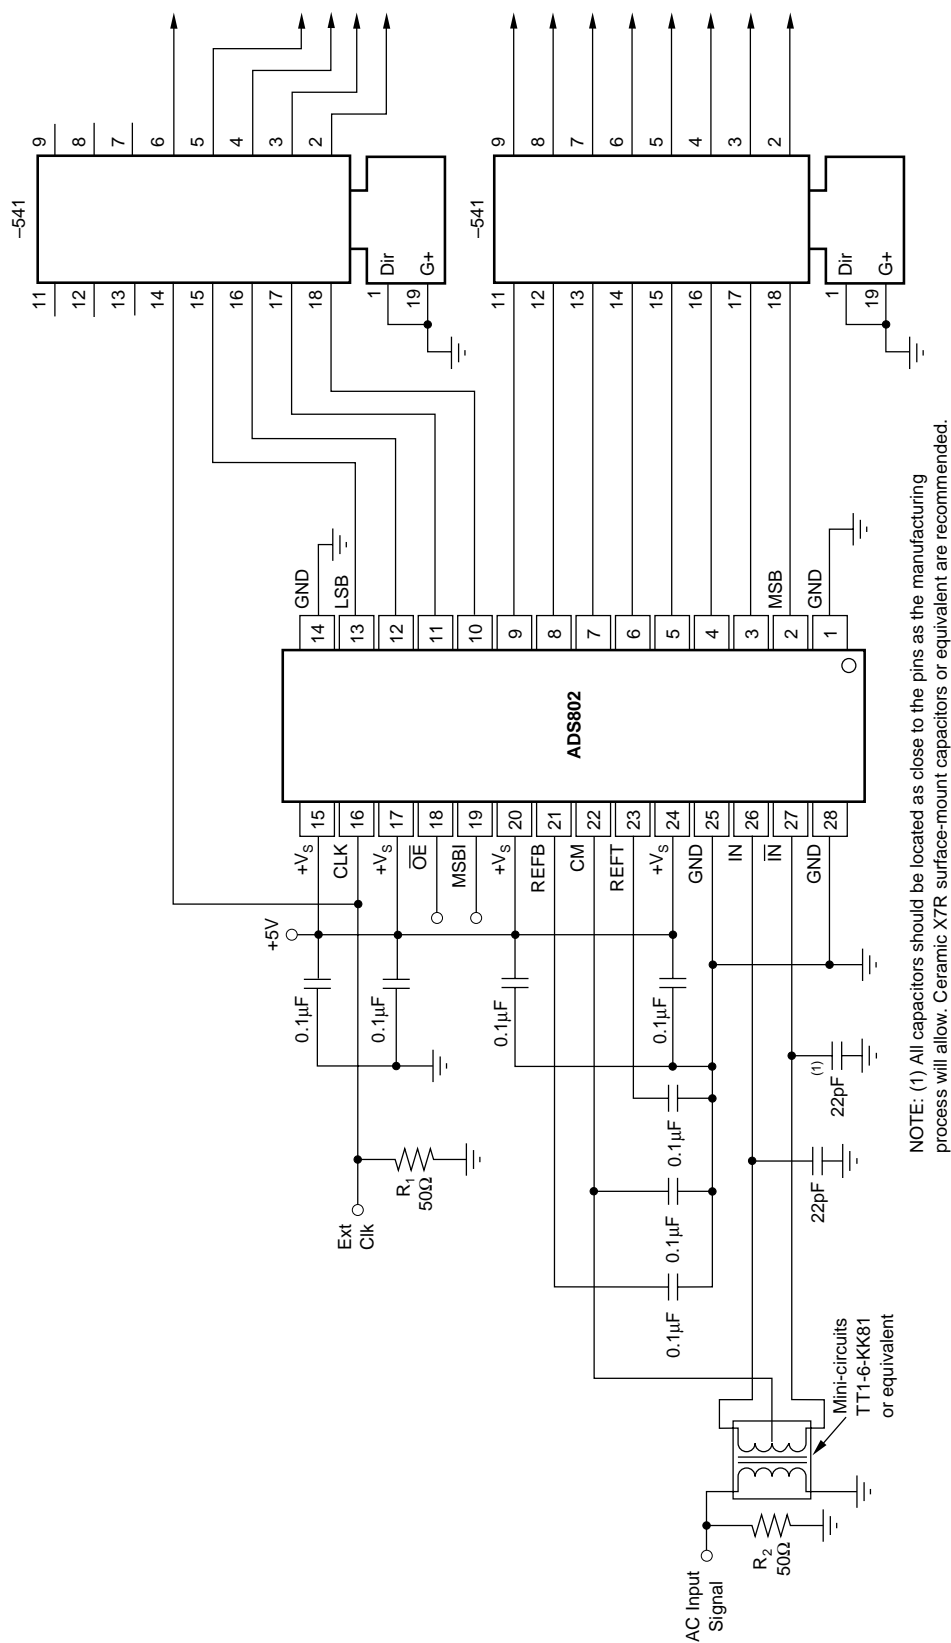 –541
11
12
13
14
15
16
17
18
9
8
7
6
5
4
3
2
1
Dir
19
G+
–541
11
12
13
14
15
16
17
18
9
8
7
6
5
4
3
2
1
Dir
19
G+
GND
LSB
MSB
GND
14
13
12
11
10
9
8
7
6
5
4
3
2
1
ADS802
15
16
17
18
19
20
21
22
23
24
25
26
27
28
+VS
CLK
+VS
O̅E̅
MSBI
+VS
REFB
CM
REFT
+VS
GND
IN
I̅N̅
GND
+5V
0.1µF
0.1µF
0.1µF
0.1µF
0.1µF
0.1µF
0.1µF
(1)
22pF
22pF
R1
50Ω
Ext
Clk
Mini-circuits
TT1-6-KK81
or equivalent
R2
50Ω
AC Input
Signal
NOTE: (1) All capacitors should be located as close to the pins as the manufacturing
process will allow. Ceramic X7R surface-mount capacitors or equivalent are recommended.